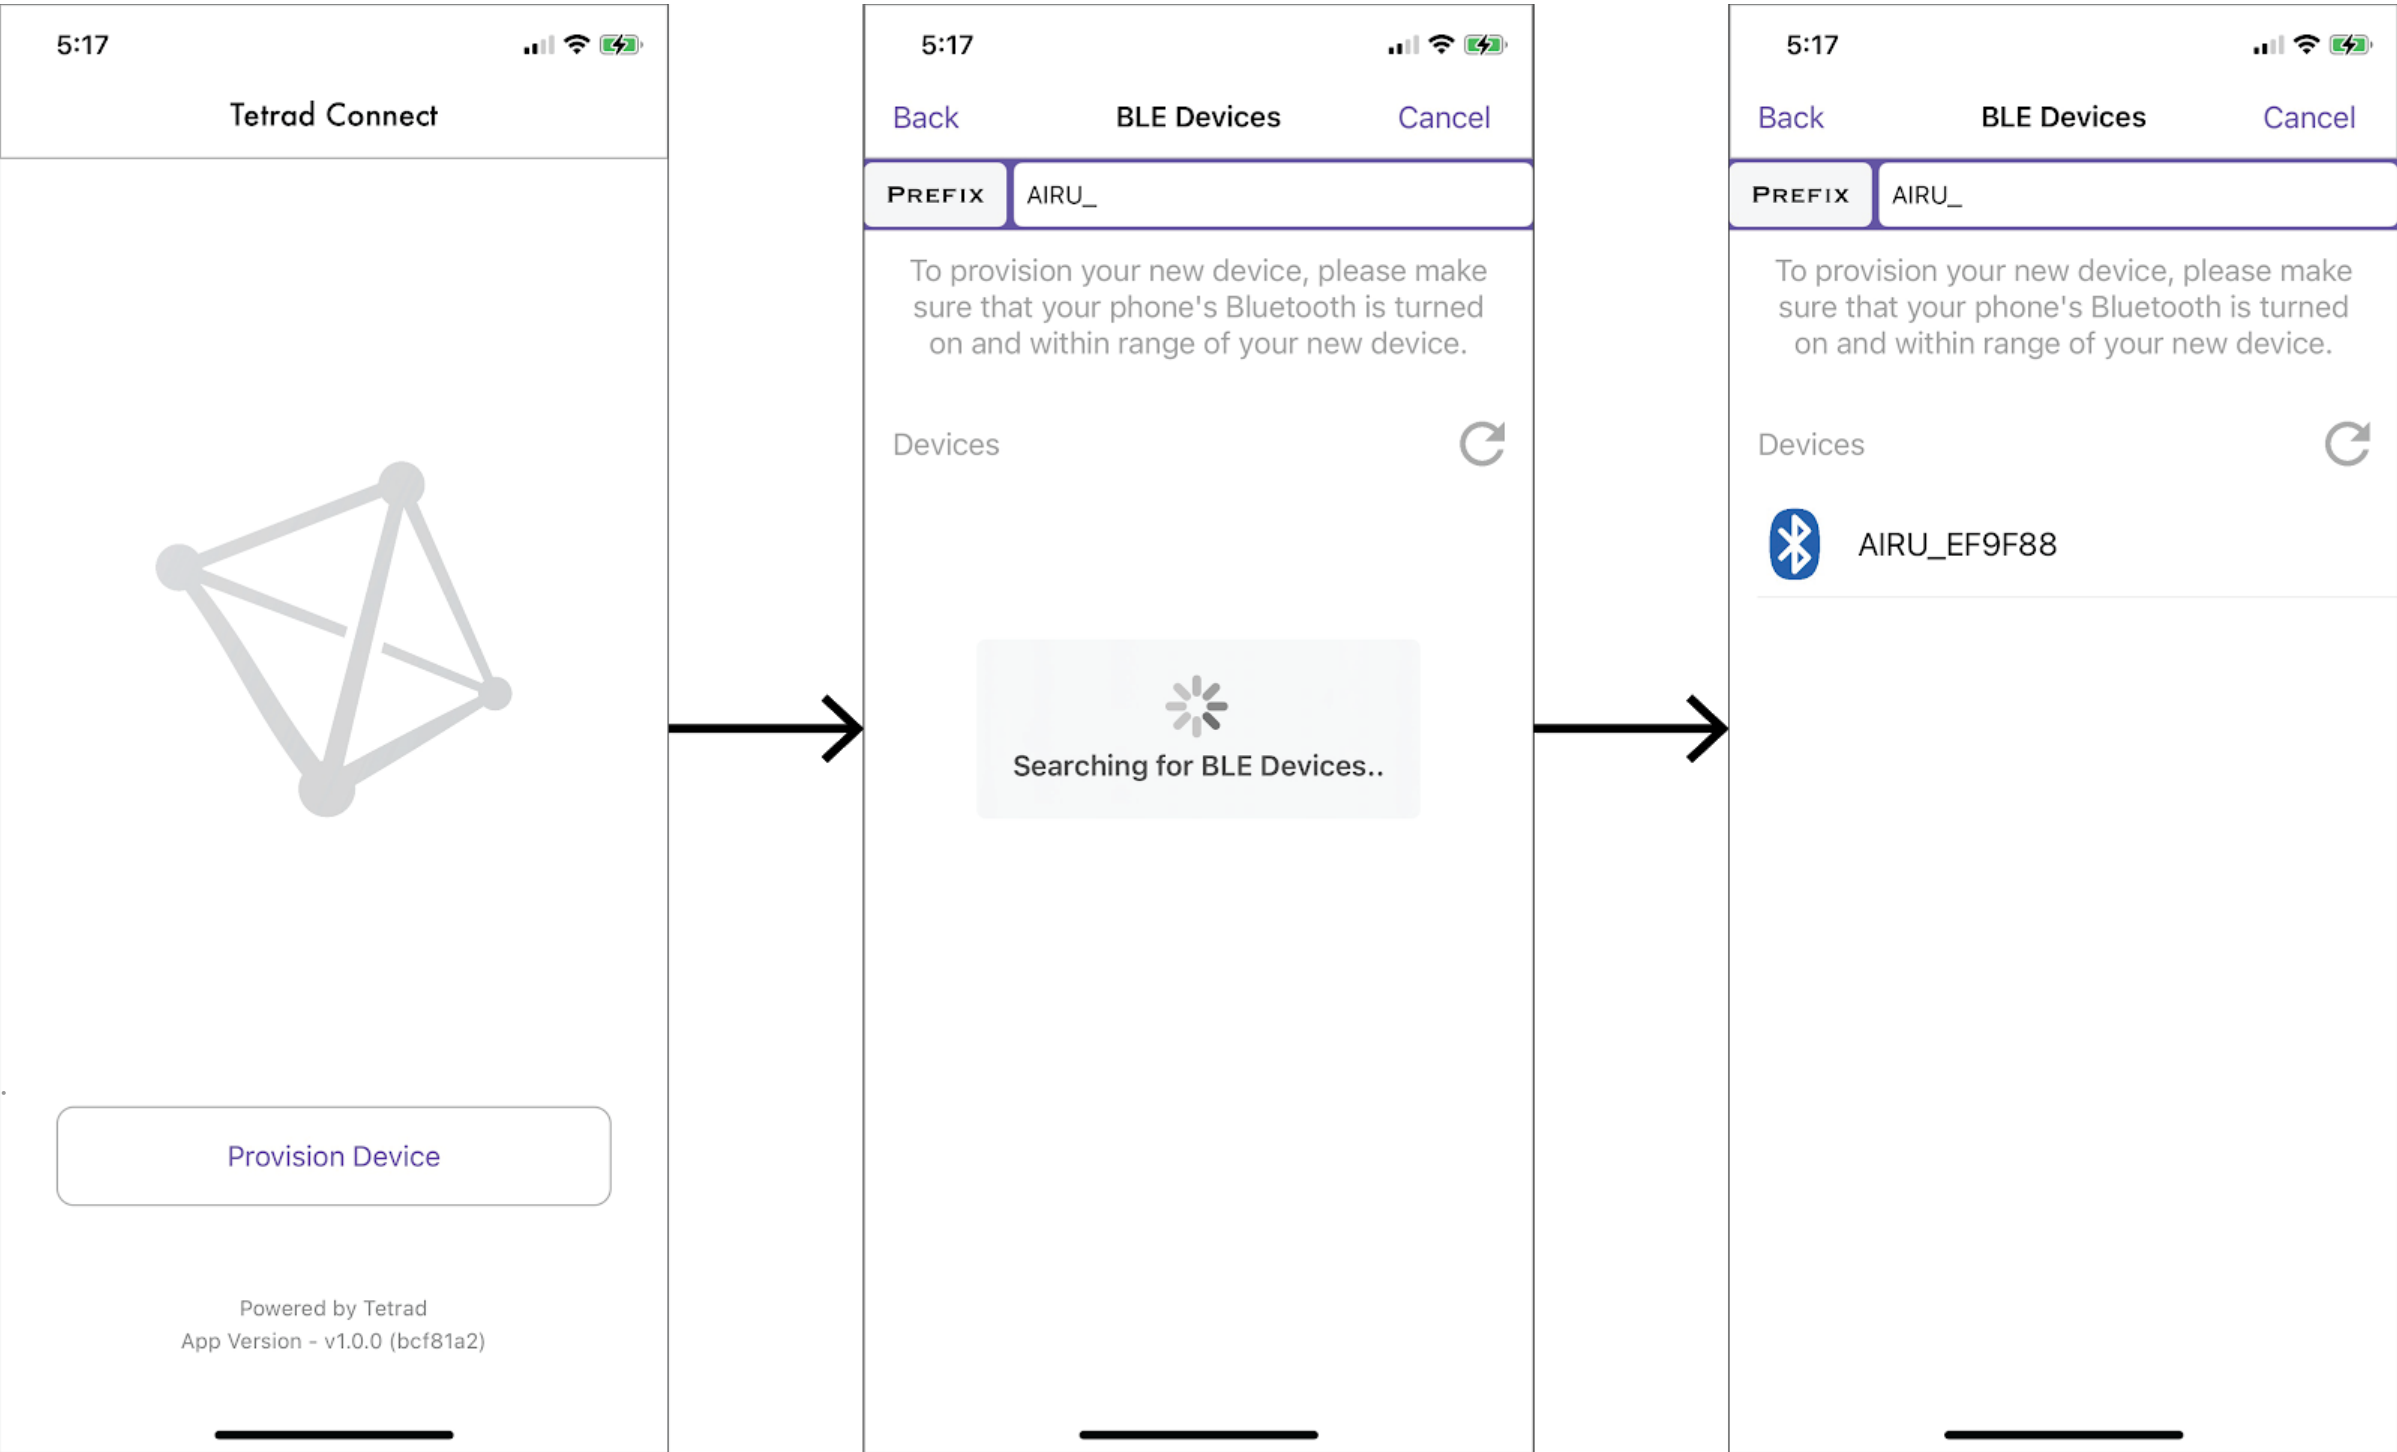 5:17
Tetrad Connect
Provision Device
Powered by Tetrad
App Version - v1.0.0 (bcf81a2)
5:17
Back BLE Devices Cancel
PREFIX AIRU_
To provision your new device, please make
sure that your phone's Bluetooth is turned
on and within range of your new device.
Devices
Searching for BLE Devices..
5:17
Back BLE Devices Cancel
PREFIX AIRU_
To provision your new device, please make
sure that your phone's Bluetooth is turned
on and within range of your new device.
Devices
AIRU_EF9F88